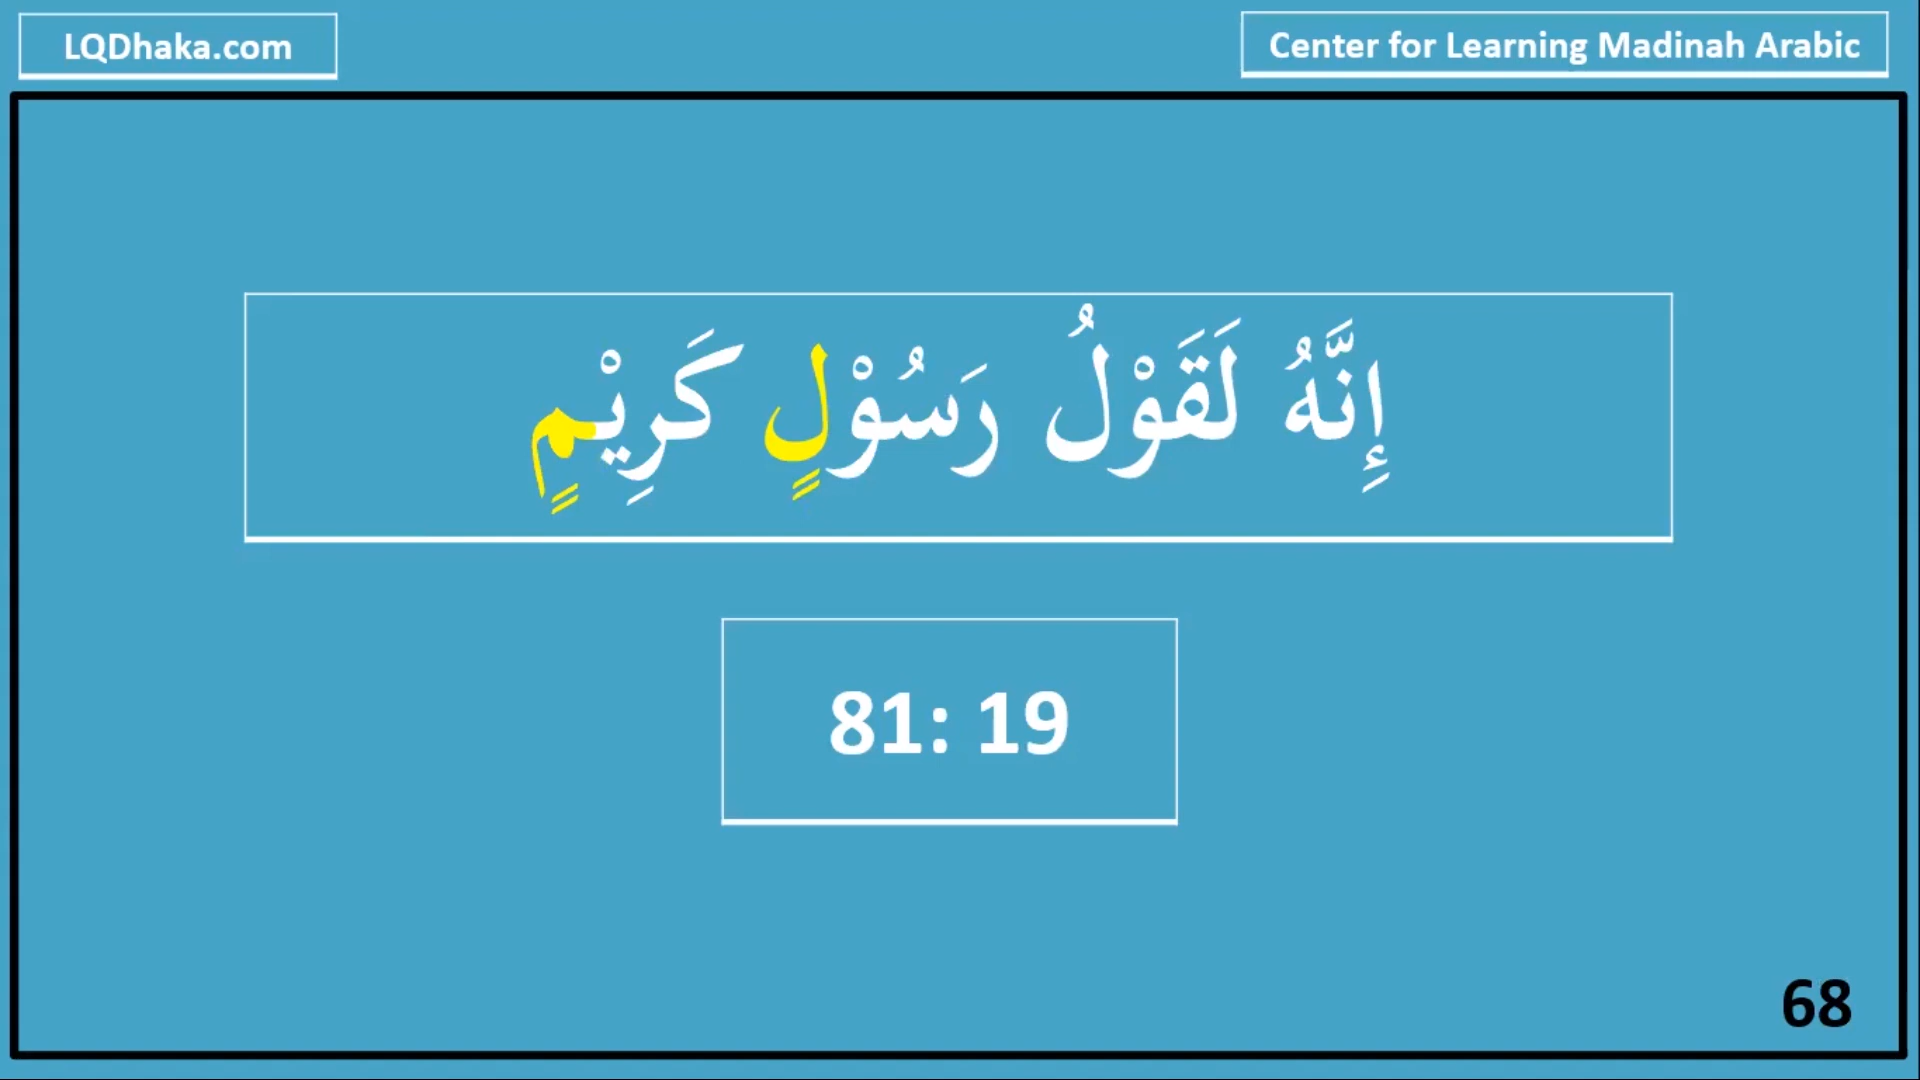 LQDhaka.com
Center for Learning Madinah Arabic
إِنَّهُ لَقَوْلُ رَسُوْلٍ كَرِيْمٍ
81: 19
68